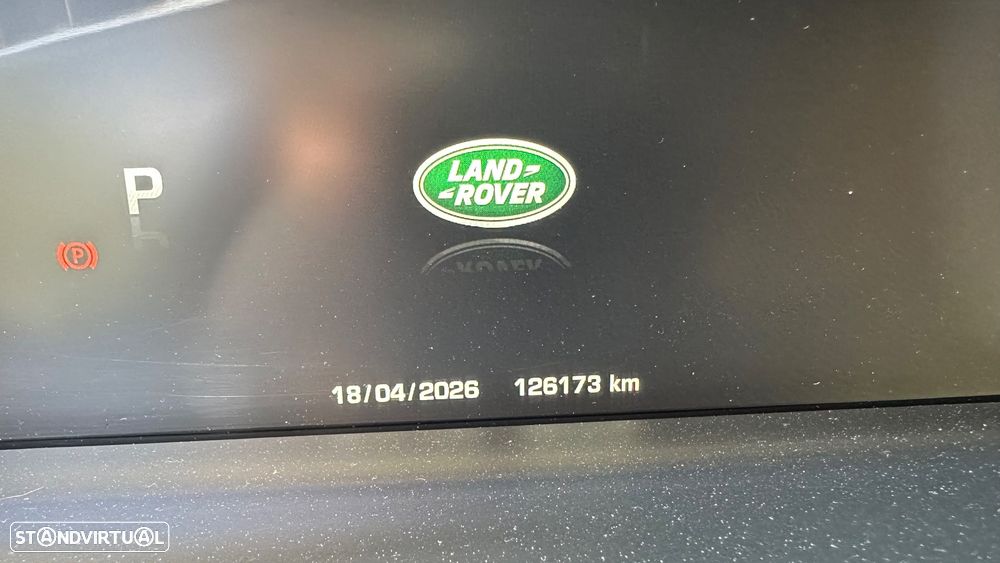 P
LAND
ROVER
P
18/04/2026 126173 km
STANDVIRTUAL